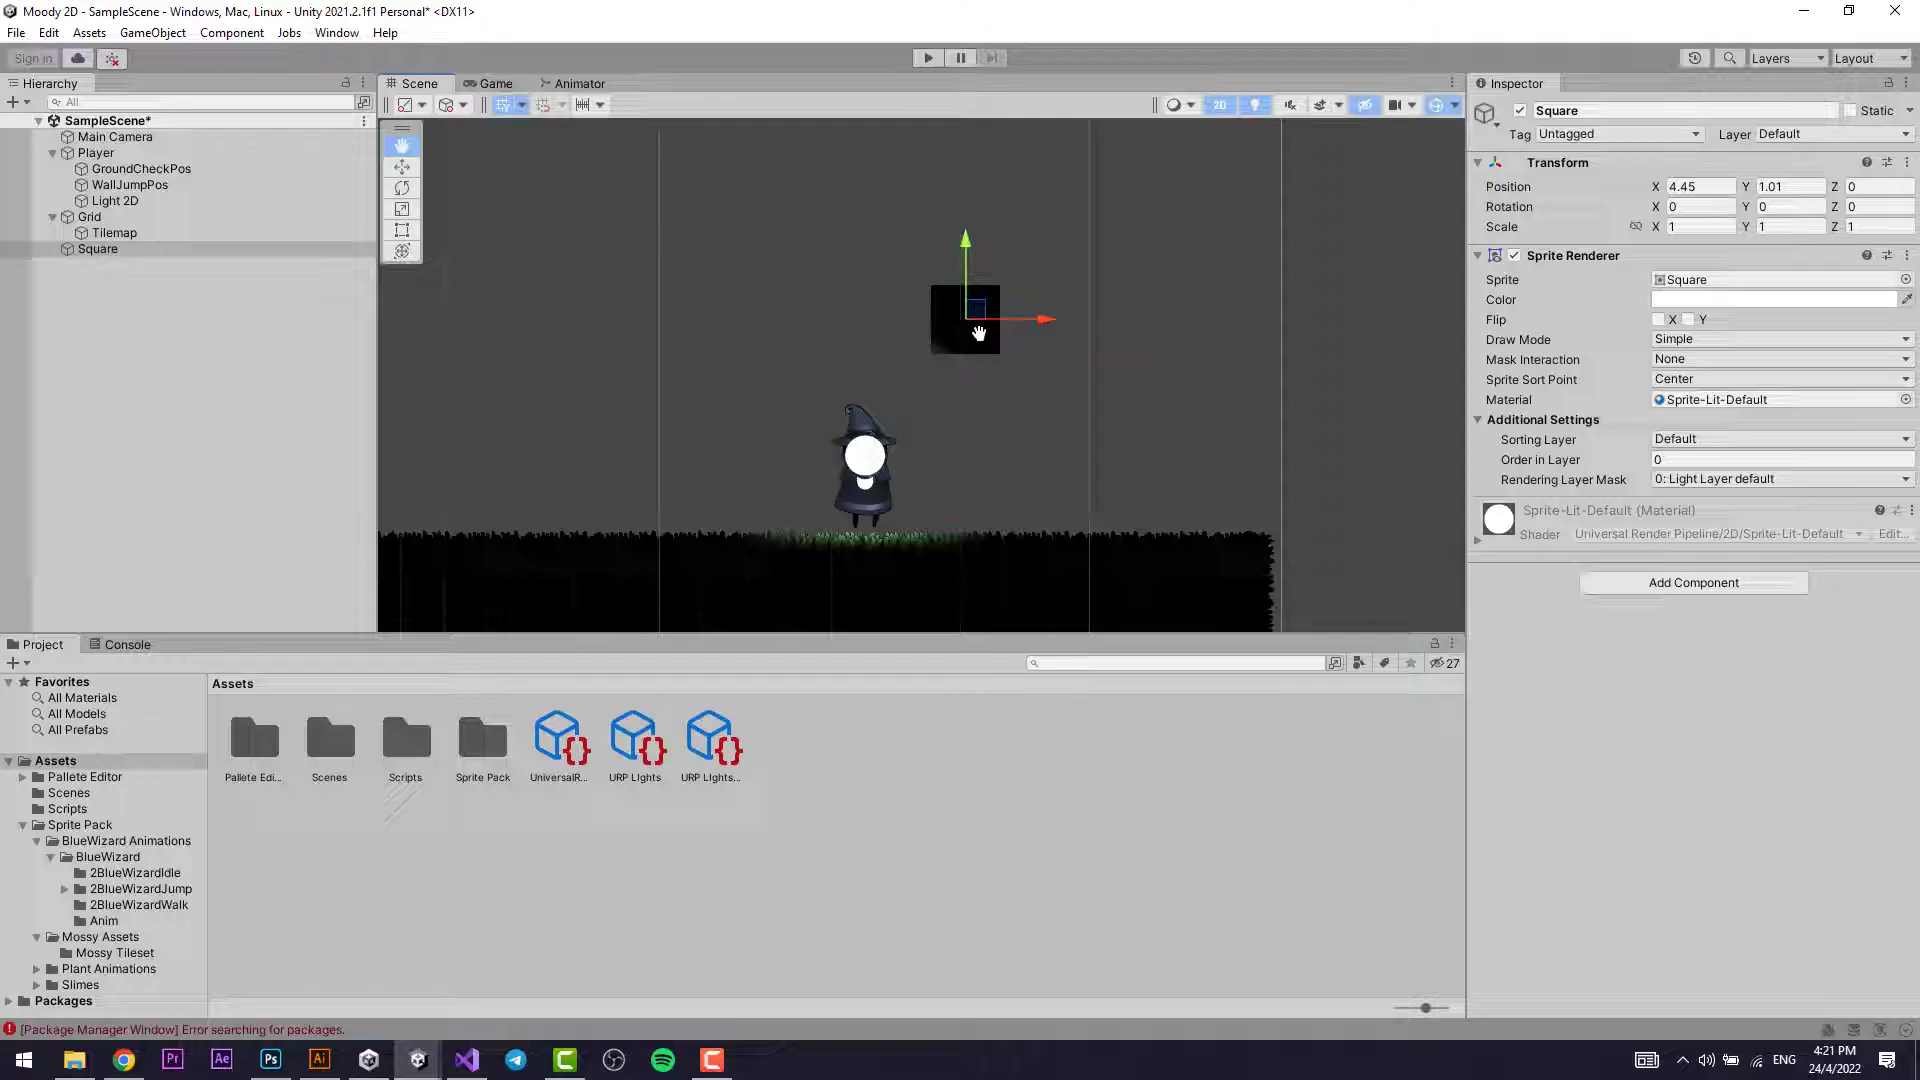 Moody 2D - SampleScene - Windows, Mac, Linux - Unity 2021.2.1f1 Personal* <DX11>
File Edit Assets GameObject Component Jobs Window Help
Sign in Layers Layout
Hierarchy Scene Game Animator Inspector
All 2D Square Static
SampleScene* Tag Untagged Layer Default
Main Camera
Player Transform
GroundCheckPos Position X 4.45 Y 1.01 Z 0
WallJumpPos Rotation X 0 Y 0 Z 0
Light 2D Scale X 1 Y 1 Z 1
Grid
Tilemap
Square
Sprite Renderer
Sprite Square
Color
Flip X Y
Draw Mode Simple
Mask Interaction None
Sprite Sort Point Center
Material Sprite-Lit-Default
Additional Settings
Sorting Layer Default
Order in Layer 0
Rendering Layer Mask 0: Light Layer default
Sprite-Lit-Default (Material)
Shader Universal Render Pipeline/2D/Sprite-Lit-Default Edit...
Add Component
Project Console
27
Favorites
All Materials
All Models
All Prefabs
Assets
Pallete Editor
Scenes
Scripts
Sprite Pack
BlueWizard Animations
BlueWizard
2BlueWizardIdle
2BlueWizardJump
2BlueWizardWalk
Anim
Mossy Assets
Mossy Tileset
Plant Animations
Slimes
Packages
Assets
Pallete Edi... Scenes Scripts Sprite Pack UniversalR... URP LIghts URP LIghts...
[Package Manager Window] Error searching for packages.
Pr Ae Ps Ai
ENG
4:21 PM
24/4/2022